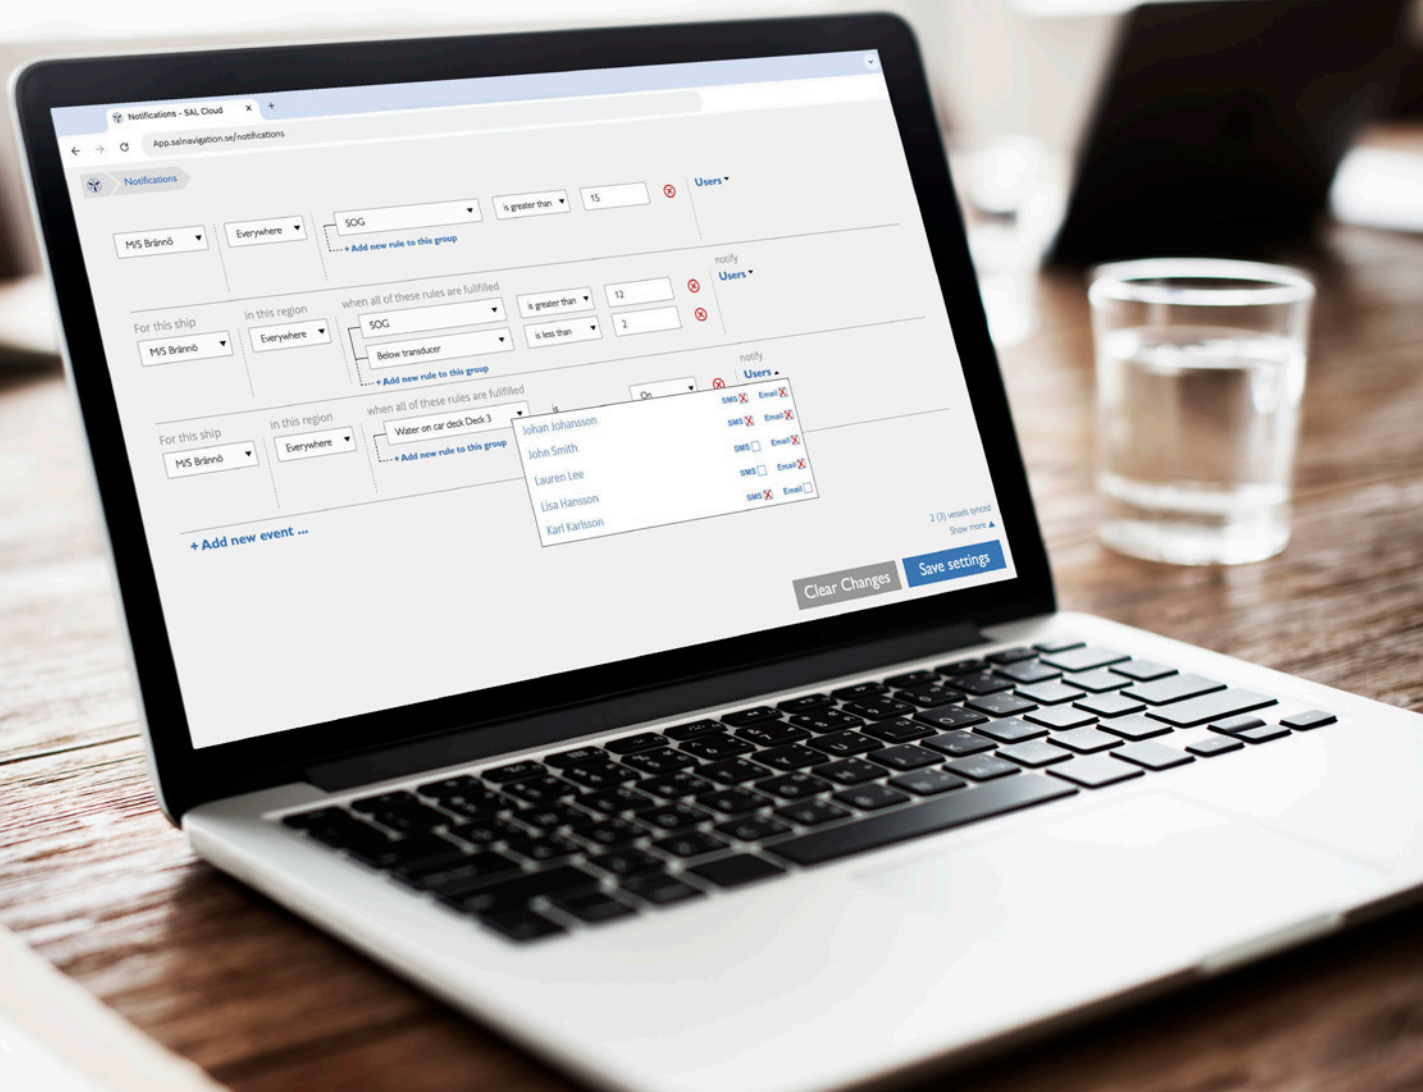 Notifications - SAL Cloud
App.salnavigation.se/notifications
Notifications
M/S Brännö Everywhere SOG is greater than 15 Users
+ Add new rule to this group
For this ship in this region when all of these rules are fullfilled notify
M/S Brännö Everywhere SOG is greater than 12 Users
Below transducer is less than 2
+ Add new rule to this group
For this ship in this region when all of these rules are fullfilled notify
M/S Brännö Everywhere Water on car deck Deck 3 is On Users
+ Add new rule to this group
Johan Johansson SMS Email
John Smith SMS Email
Lauren Lee SMS Email
Lisa Hansson SMS Email
Karl Karlsson SMS Email
+ Add new event ...
2 (3) vessels synced
Show more
Clear Changes Save settings